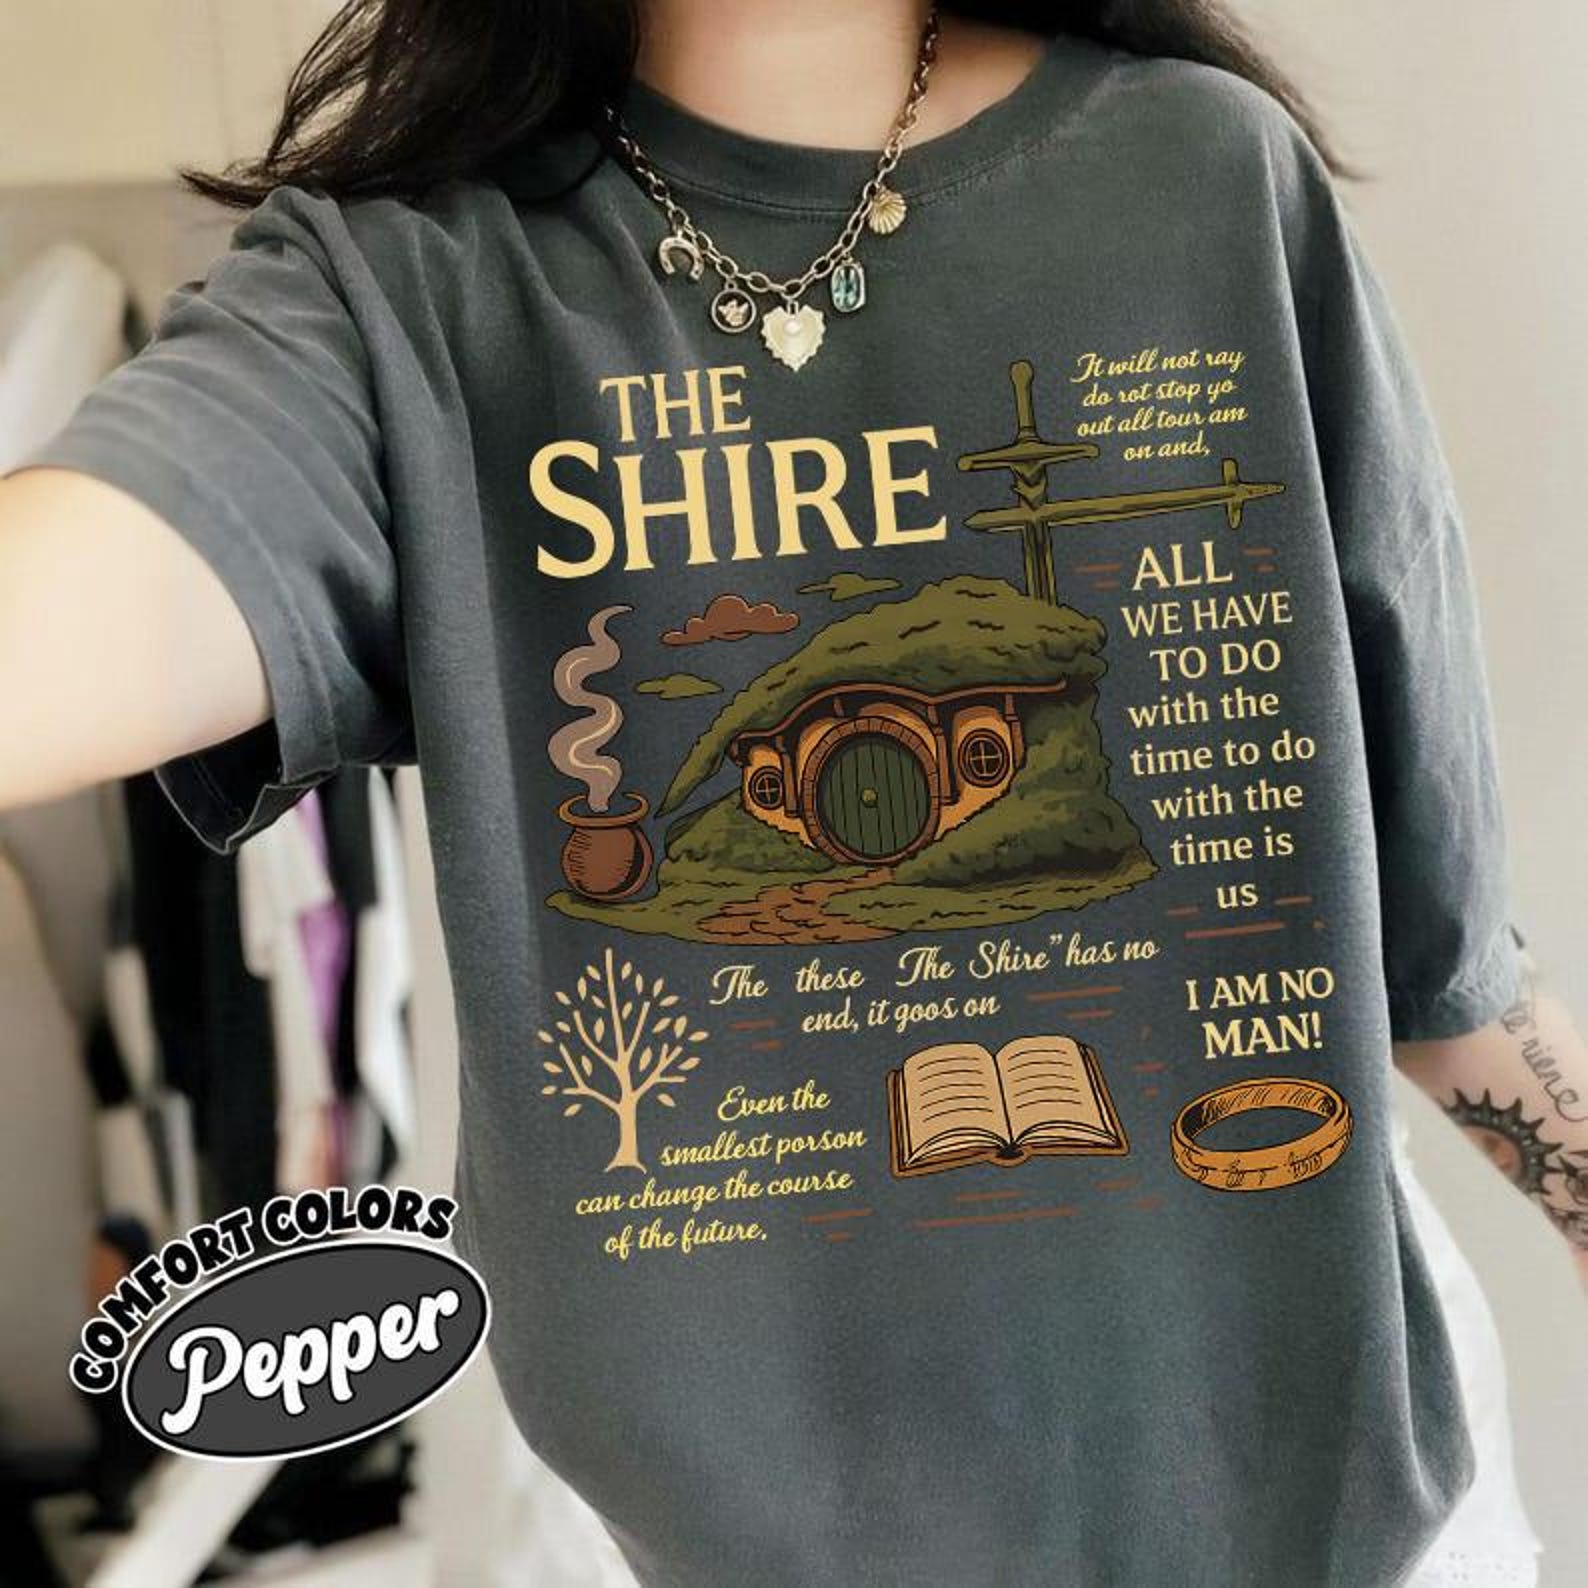 THE
SHIRE
It will not ray
do rot stop yo
out all tour am
on and,
ALL
WE HAVE
TO DO
with the
time to do
with the
time is
us
The these The Shire" has no
end, it goos on
I AM NO
MAN!
Even the
smallest porson
can change the course
of the future.
COMFORT COLORS
Pepper